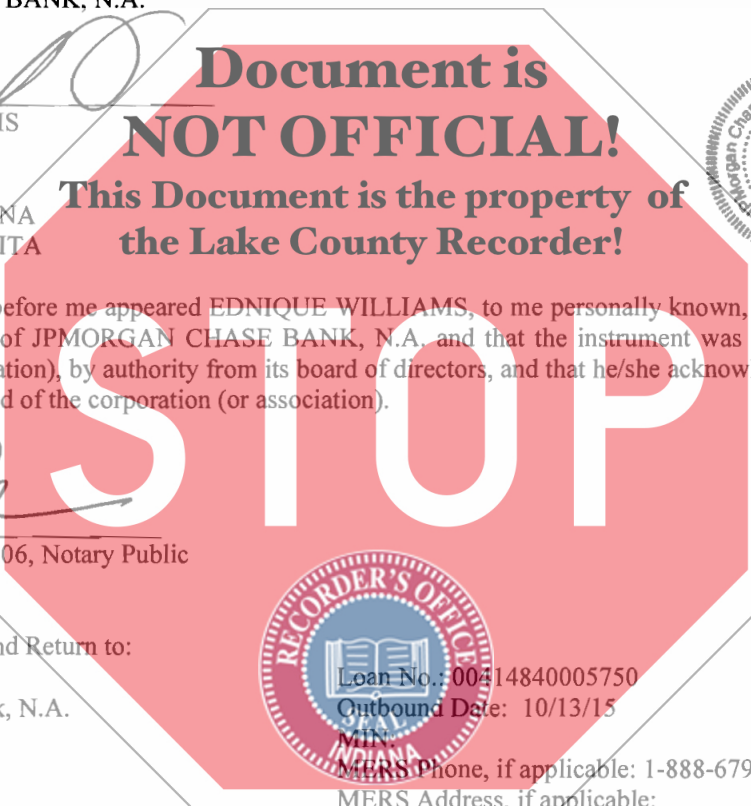 BANK, N.A.
Document is
NOT OFFICIAL!
This Document is the property of
the Lake County Recorder!
NA
ITA
before me appeared EDNIQUE WILLIAMS, to me personally known,
of JPMORGAN CHASE BANK, N.A. and that the instrument was
ation), by authority from its board of directors, and that he/she acknow
d of the corporation (or association).
STOP
06, Notary Public
nd Return to:
RECORDER'S OFFICE
SEAL
INDIANA
Loan No.: 00414840005750
k, N.A.
Outbound Date: 10/13/15
MIN:
MERS Phone, if applicable: 1-888-679
MERS Address, if applicable: